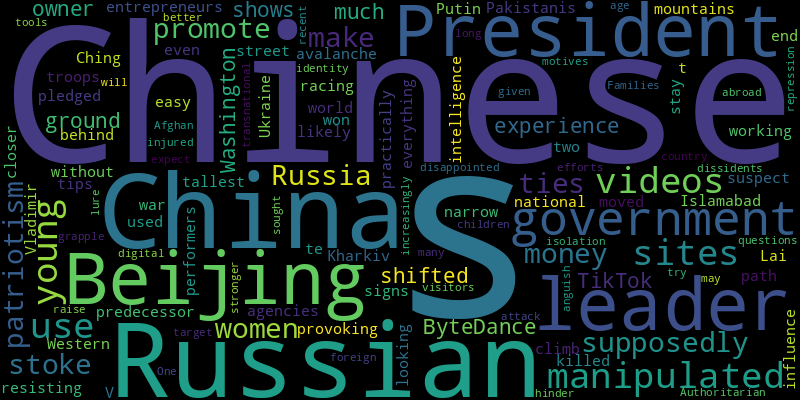 owner entrepreneurs shows much Putin Pakistanis age mountains
tools promote better recent make President end
Chinese
Ching even street avalanche long motives t
troops will identity
pledged easy racing world given Families stay abroad repression
ground Afghan Washington transnational Ukraine likely won practically everything intelligence experience working
behind injured two
closer without expect Russia disappointed efforts country dissidents
tips tallest ties videos suspect
patriotism Vladimir young lure China S national moved Islamabad
war used performers sought narrow children government
grapple te Kharkiv increasingly many isolation questions
Beijing digital stronger shifted visitors anguish money sites Lai
signs TikTok try may path
raise predecessor agencies attack leader influence
use women provoking ByteDance
Western target looking climb supposedly
stoke Russian foreign killed
resisting V One hinder manipulated Authoritarian